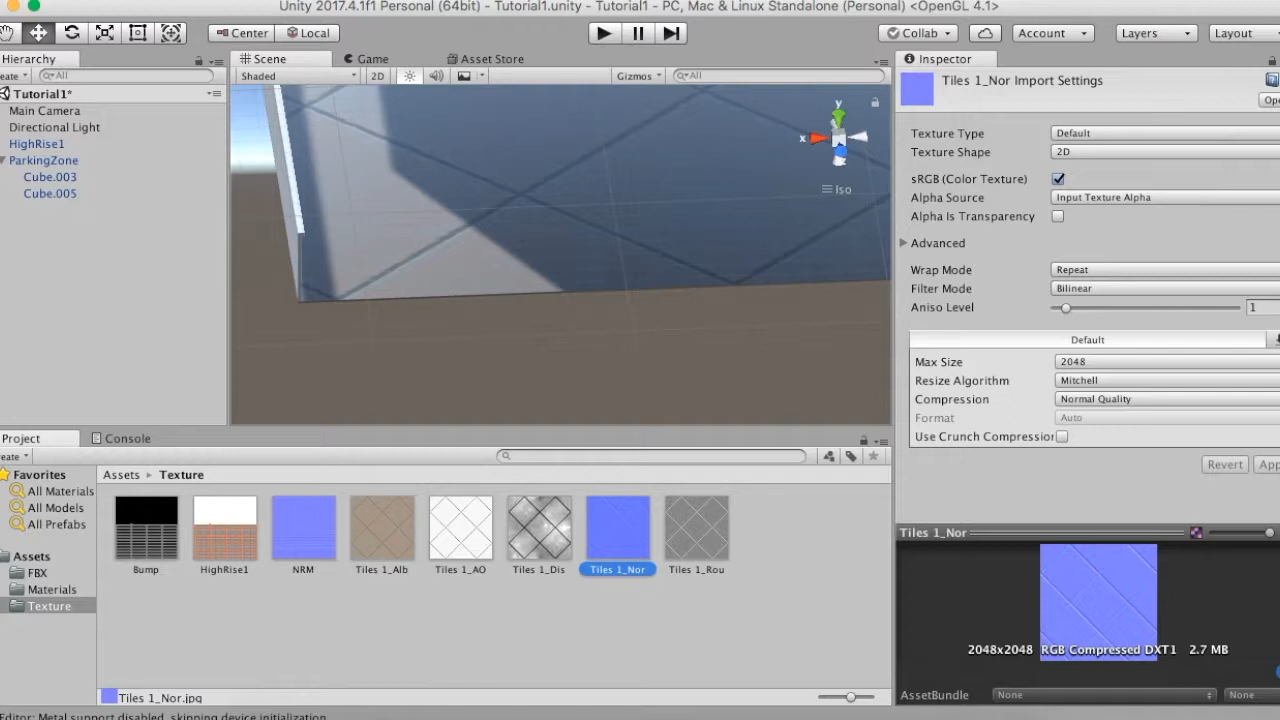 Unity 2017.4.1f1 Personal (64bit) - Tutorial1.unity - Tutorial1 - PC, Mac & Linux Standalone (Personal) <OpenGL 4.1>
Center Local Collab Account Layers Layout
Hierarchy
eate All
Tutorial1*
Main Camera
Directional Light
HighRise1
ParkingZone
Cube.003
Cube.005
Scene Game Asset Store
Shaded 2D Gizmos All
y
x
Iso
Inspector
Tiles 1_Nor Import Settings
Ope
Texture Type Default
Texture Shape 2D
sRGB (Color Texture)
Alpha Source Input Texture Alpha
Alpha Is Transparency
Advanced
Wrap Mode Repeat
Filter Mode Bilinear
Aniso Level 1
Default
Max Size 2048
Resize Algorithm Mitchell
Compression Normal Quality
Format Auto
Use Crunch Compression
Revert App
Project Console
eate
Favorites
All Materials
All Models
All Prefabs
Assets
FBX
Materials
Texture
Assets Texture
Bump HighRise1 NRM Tiles 1_Alb Tiles 1_AO Tiles 1_Dis Tiles 1_Nor Tiles 1_Rou
Tiles 1_Nor.jpg
Tiles 1_Nor
2048x2048 RGB Compressed DXT1 2.7 MB
AssetBundle None None
Editor: Metal support disabled, skipping device initialization